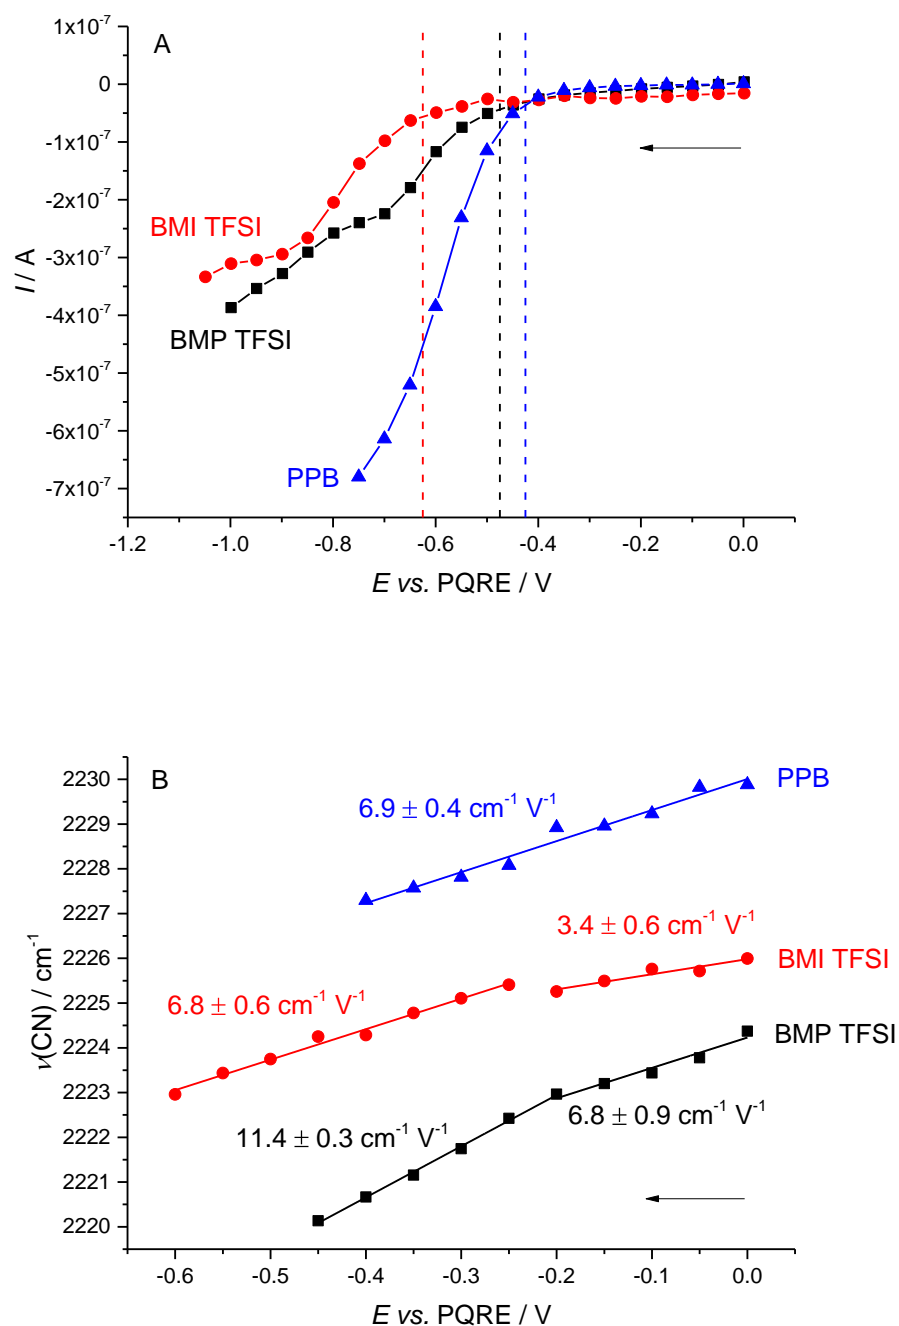 A
1x10⁻⁷
0
-1x10⁻⁷
-2x10⁻⁷
-3x10⁻⁷
-4x10⁻⁷
-5x10⁻⁷
-6x10⁻⁷
-7x10⁻⁷
I / A
BMI TFSI
BMP TFSI
PPB
-1.2 -1.0 -0.8 -0.6 -0.4 -0.2 0.0
E vs. PQRE / V
B
2230
2229
2228
2227
2226
2225
2224
2223
2222
2221
2220
ν(CN) / cm⁻¹
PPB
6.9 ± 0.4 cm⁻¹ V⁻¹
3.4 ± 0.6 cm⁻¹ V⁻¹
BMI TFSI
6.8 ± 0.6 cm⁻¹ V⁻¹
BMP TFSI
6.8 ± 0.9 cm⁻¹ V⁻¹
11.4 ± 0.3 cm⁻¹ V⁻¹
-0.6 -0.5 -0.4 -0.3 -0.2 -0.1 0.0
E vs. PQRE / V